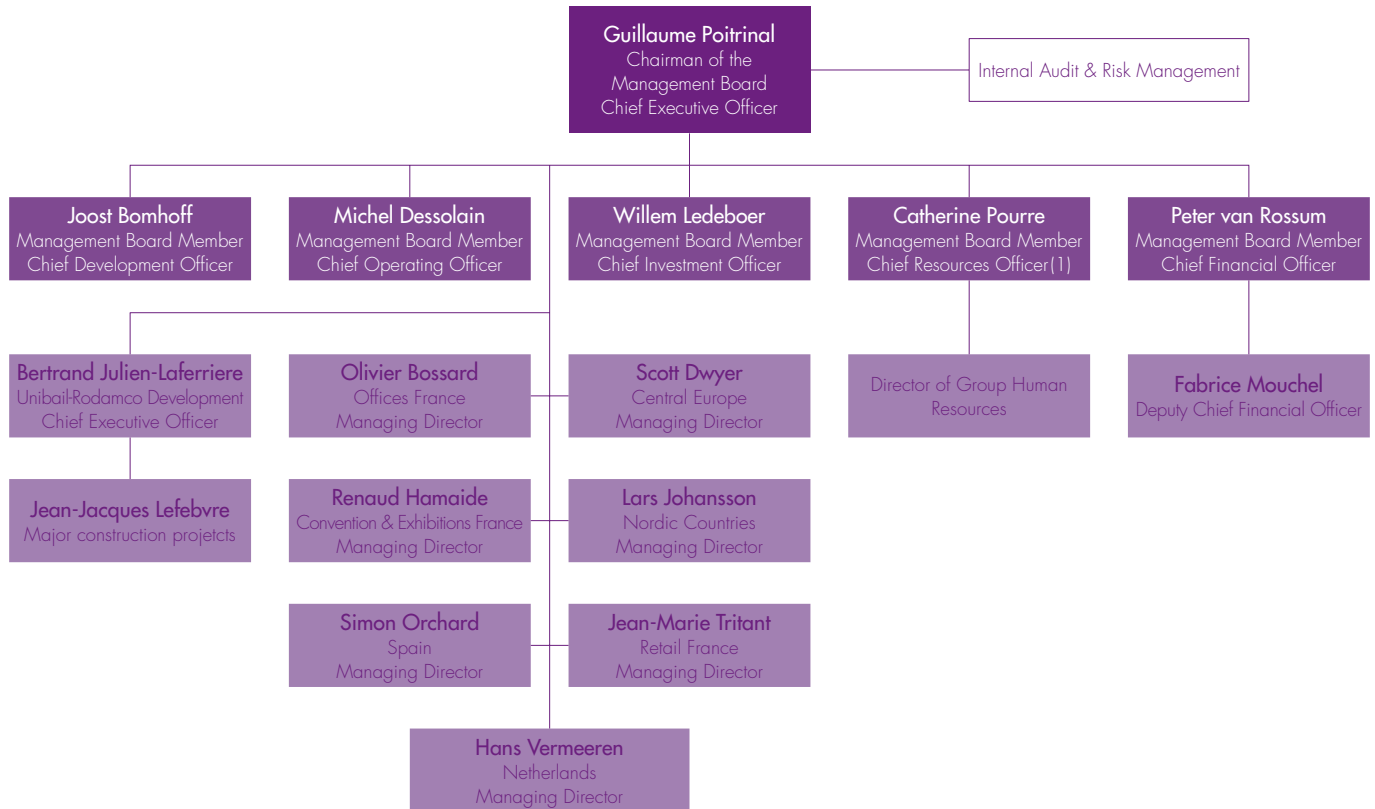 Guillaume Poitrinal
Chairman of the
Management Board
Chief Executive Officer
Internal Audit & Risk Management
Joost Bomhoff
Management Board Member
Chief Development Officer
Michel Dessolain
Management Board Member
Chief Operating Officer
Willem Ledeboer
Management Board Member
Chief Investment Officer
Catherine Pourre
Management Board Member
Chief Resources Officer(1)
Peter van Rossum
Management Board Member
Chief Financial Officer
Bertrand Julien-Laferriere
Unibail-Rodamco Development
Chief Executive Officer
Olivier Bossard
Offices France
Managing Director
Scott Dwyer
Central Europe
Managing Director
Director of Group Human
Resources
Fabrice Mouchel
Deputy Chief Financial Officer
Jean-Jacques Lefebvre
Major construction projetcts
Renaud Hamaide
Convention & Exhibitions France
Managing Director
Lars Johansson
Nordic Countries
Managing Director
Simon Orchard
Spain
Managing Director
Jean-Marie Tritant
Retail France
Managing Director
Hans Vermeeren
Netherlands
Managing Director